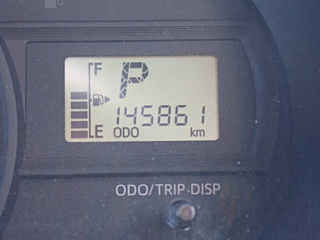 F
P
145861
E ODO km
ODO/TRIP DISP